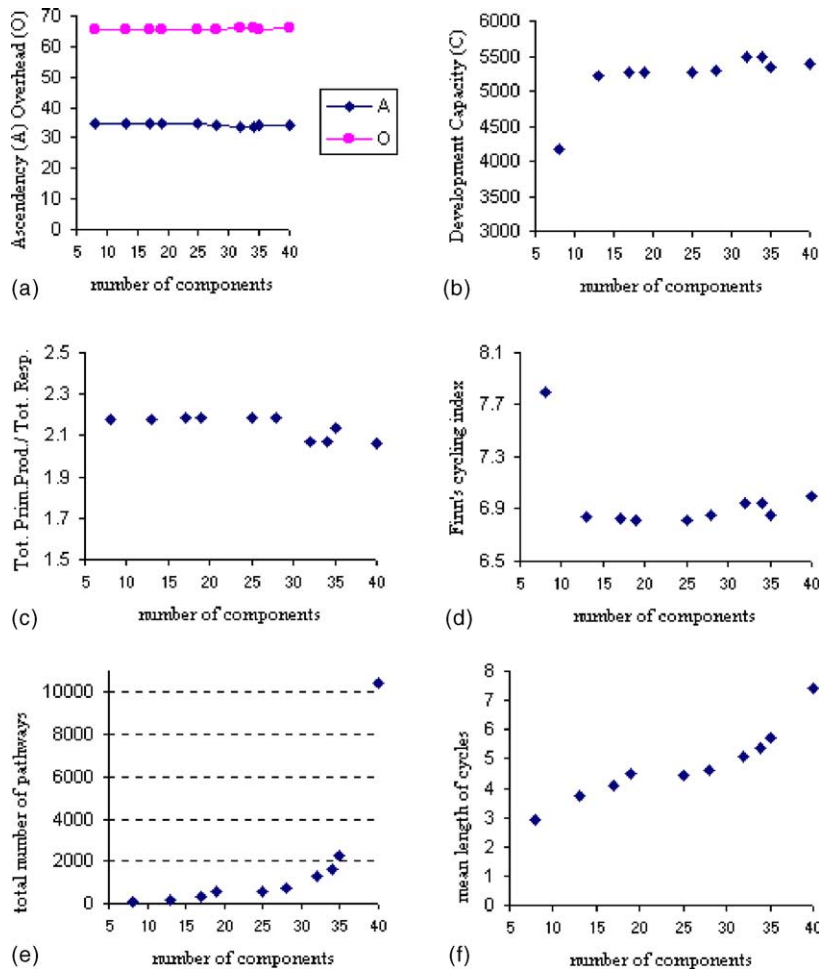 Ascendency (A) Overhead (O)
70
60
50
40
30
20
10
0
5 10 15 20 25 30 35 40
number of components
A
O
(a)
Development Capacity (C)
6000
5500
5000
4500
4000
3500
3000
5 10 15 20 25 30 35 40
number of components
(b)
Tot. Prim.Prod./ Tot. Resp.
2.5
2.3
2.1
1.9
1.7
1.5
5 10 15 20 25 30 35 40
number of components
(c)
Finn's cycling index
8.1
7.7
7.3
6.9
6.5
5 10 15 20 25 30 35 40
number of components
(d)
total number of pathways
10000
8000
6000
4000
2000
0
5 10 15 20 25 30 35 40
number of components
(e)
mean length of cycles
8
7
6
5
4
3
2
1
0
5 10 15 20 25 30 35 40
number of components
(f)